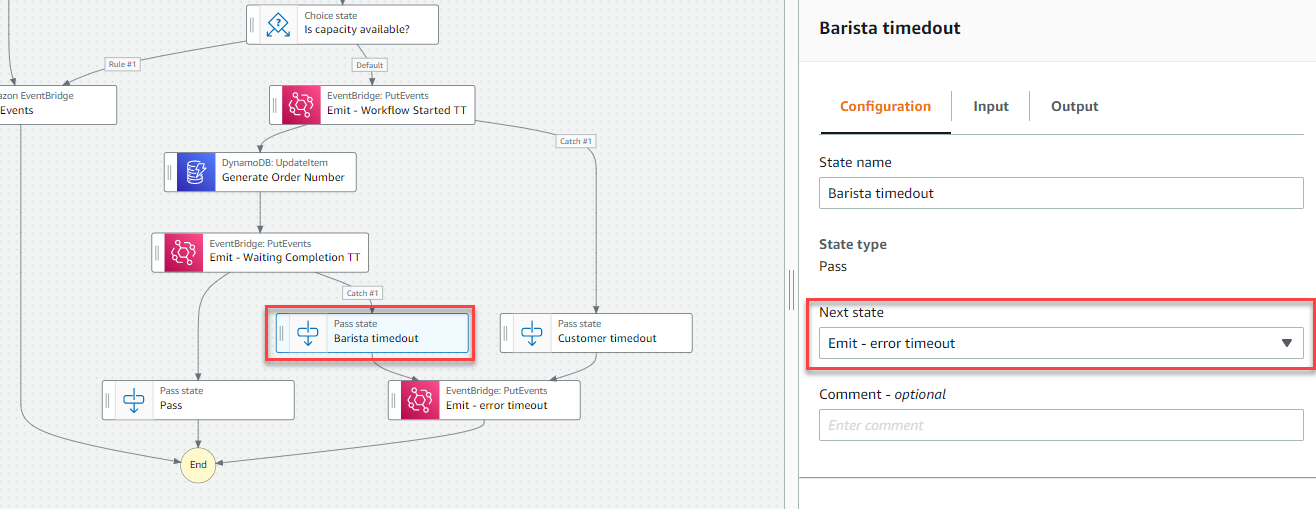 Choice state
Is capacity available?
Rule #1
Default
zon EventBridge
Events
EventBridge: PutEvents
Emit - Workflow Started TT
Catch #1
DynamoDB: UpdateItem
Generate Order Number
EventBridge: PutEvents
Emit - Waiting Completion TT
Catch #1
Pass state
Barista timedout
Pass state
Customer timedout
Pass state
Pass
EventBridge: PutEvents
Emit - error timeout
End
Barista timedout
Configuration
Input
Output
State name
Barista timedout
State type
Pass
Next state
Emit - error timeout
Comment - optional
Enter comment